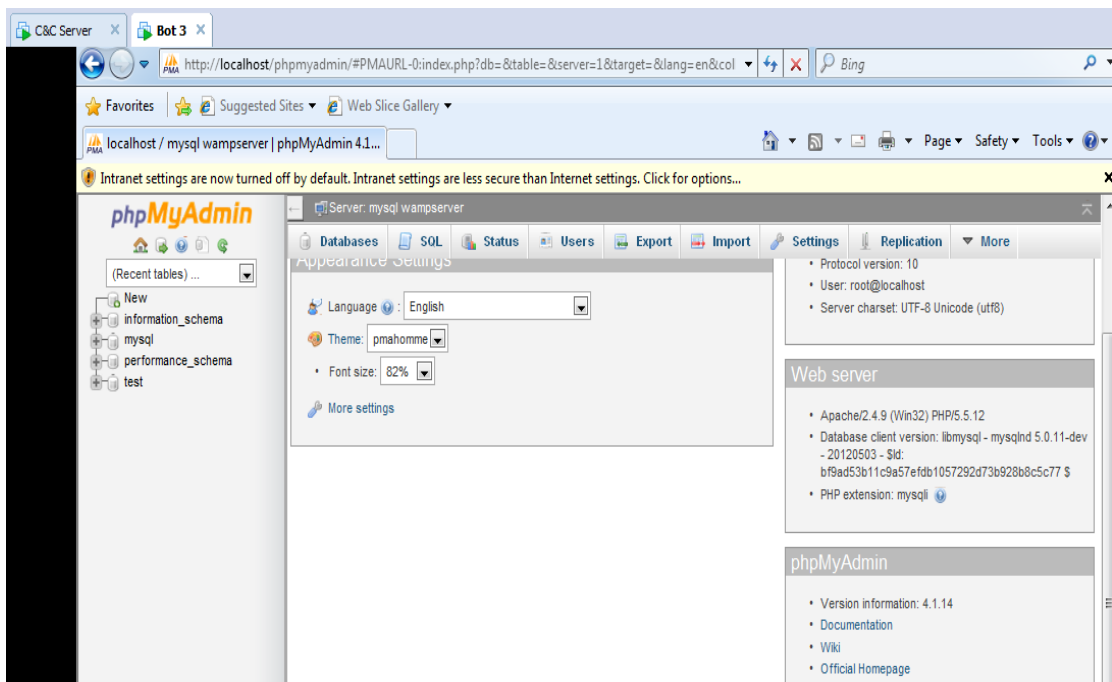 C&C Server
Bot 3
http://localhost/phpmyadmin/#PMAURL-0:index.php?db=&table=&server=1&target=&lang=en&col
Bing
Favorites
Suggested Sites
Web Slice Gallery
localhost / mysql wampserver | phpMyAdmin 4.1...
Page
Safety
Tools
Intranet settings are now turned off by default. Intranet settings are less secure than Internet settings. Click for options...
phpMyAdmin
(Recent tables) ...
New
information_schema
mysql
performance_schema
test
Server: mysql wampserver
Databases
SQL
Status
Users
Export
Import
Settings
Replication
More
Appearance Settings
Language : English
Theme: pmahomme
• Font size: 82%
More settings
• Protocol version: 10
• User: root@localhost
• Server charset: UTF-8 Unicode (utf8)
Web server
• Apache/2.4.9 (Win32) PHP/5.5.12
• Database client version: libmysql - mysqlnd 5.0.11-dev
- 20120503 - $Id:
bf9ad53b11c9a57efdb1057292d73b928b8c5c77 $
• PHP extension: mysqli
phpMyAdmin
• Version information: 4.1.14
• Documentation
• Wiki
• Official Homepage